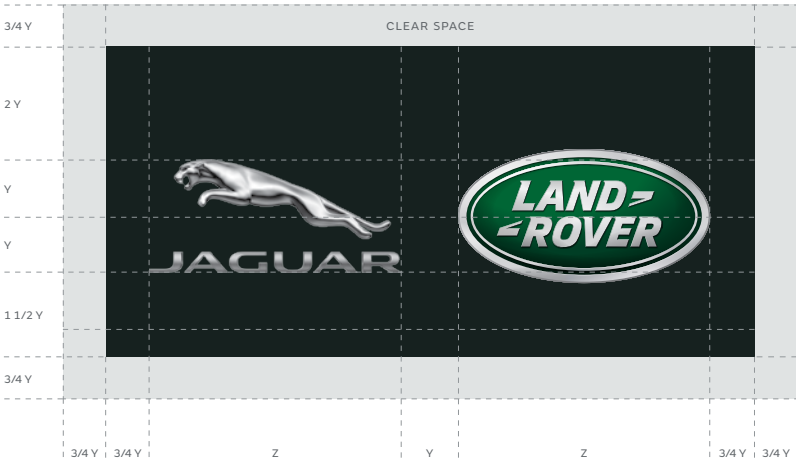 3/4 Y
CLEAR SPACE
2 Y
Y
Y
1 1/2 Y
3/4 Y
JAGUAR
LAND
ROVER
3/4 Y 3/4 Y Z Y Z 3/4 Y 3/4 Y